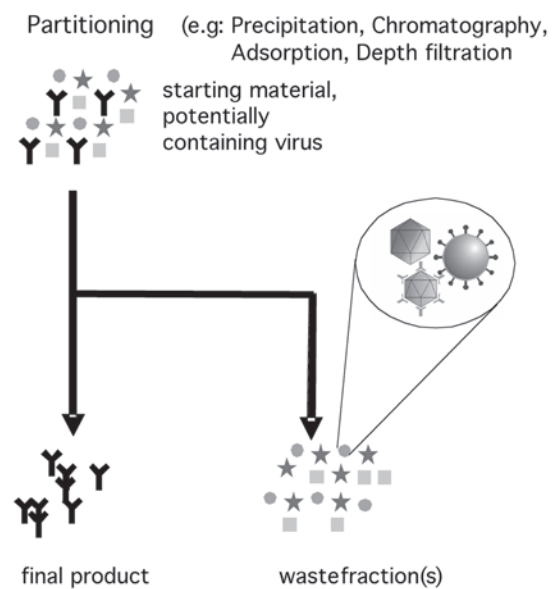 Partitioning (e.g: Precipitation, Chromatography,
Adsorption, Depth filtration
starting material,
potentially
containing virus
final product
wastefraction(s)